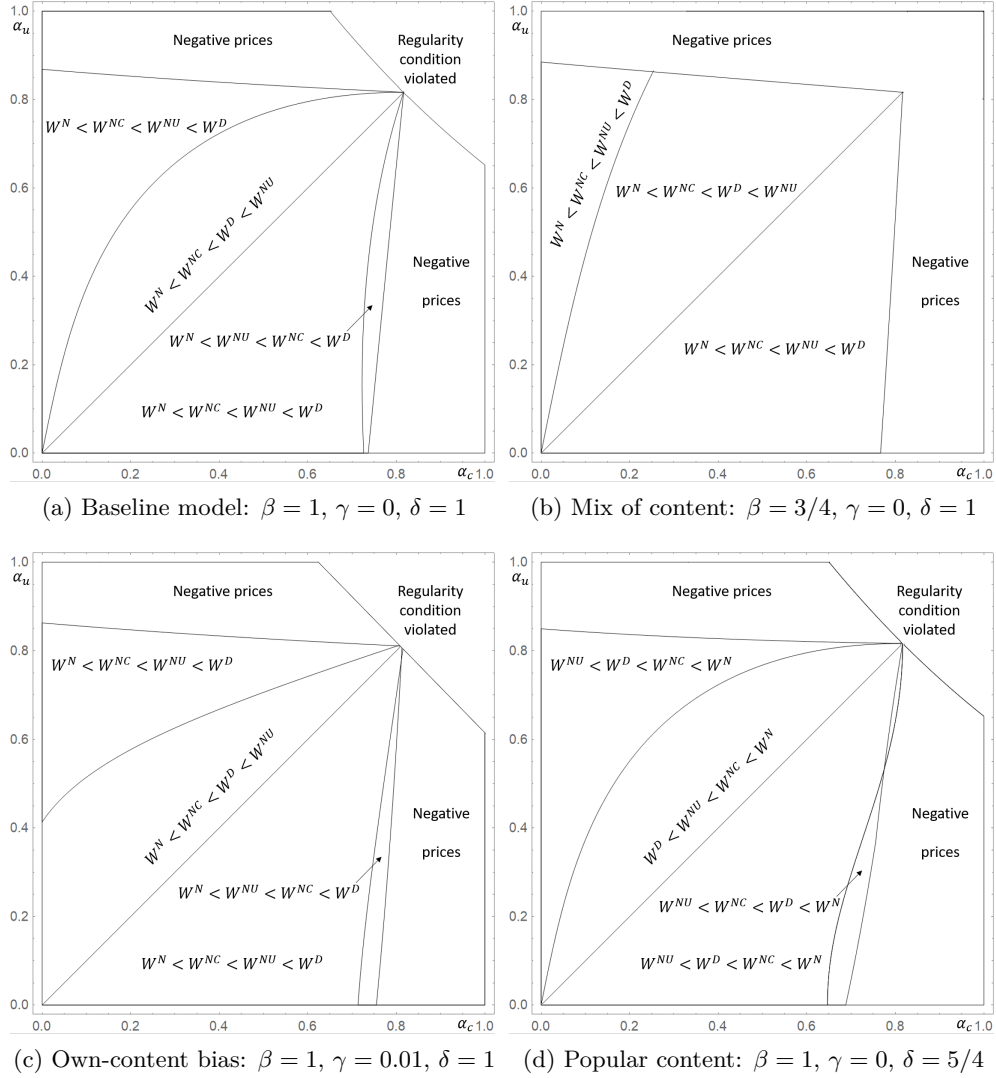 1.0
α_u
Negative prices
Regularity
condition
violated
0.8
W^N < W^NC < W^NU < W^D
0.6
W^N < W^NC < W^D < W^NU
0.4
Negative
prices
W^N < W^NU < W^NC < W^D
0.2
W^N < W^NC < W^NU < W^D
0.0
0.0 0.2 0.4 0.6 0.8 α_c 1.0
(a) Baseline model: β = 1, γ = 0, δ = 1
1.0
α_u
Negative prices
0.8
W^N < W^NC < W^NU < W^D
0.6
W^N < W^NC < W^D < W^NU
0.4
Negative
prices
0.2
W^N < W^NC < W^NU < W^D
0.0
0.0 0.2 0.4 0.6 0.8 α_c 1.0
(b) Mix of content: β = 3/4, γ = 0, δ = 1
1.0
α_u
Negative prices
Regularity
condition
violated
0.8
W^N < W^NC < W^NU < W^D
0.6
W^N < W^NC < W^D < W^NU
0.4
Negative
prices
W^N < W^NU < W^NC < W^D
0.2
W^N < W^NC < W^NU < W^D
0.0
0.0 0.2 0.4 0.6 0.8 α_c 1.0
(c) Own-content bias: β = 1, γ = 0.01, δ = 1
1.0
α_u
Negative prices
Regularity
condition
violated
0.8
W^NU < W^D < W^NC < W^N
0.6
W^D < W^NU < W^NC < W^N
0.4
Negative
prices
W^NU < W^NC < W^D < W^N
0.2
W^NU < W^D < W^NC < W^N
0.0
0.0 0.2 0.4 0.6 0.8 α_c 1.0
(d) Popular content: β = 1, γ = 0, δ = 5/4